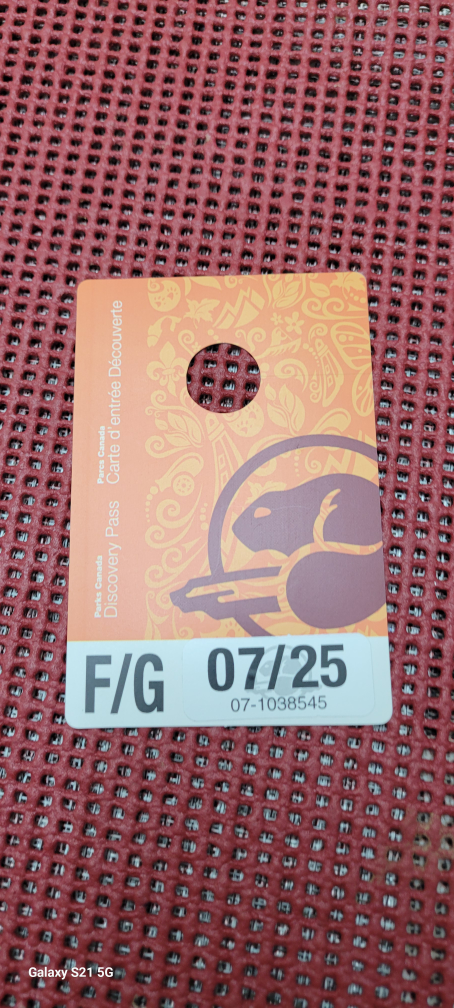 Parks Canada
Discovery Pass
Parcs Canada
Carte d'entrée Découverte
F/G
07/25
07-1038545
Galaxy S21 5G